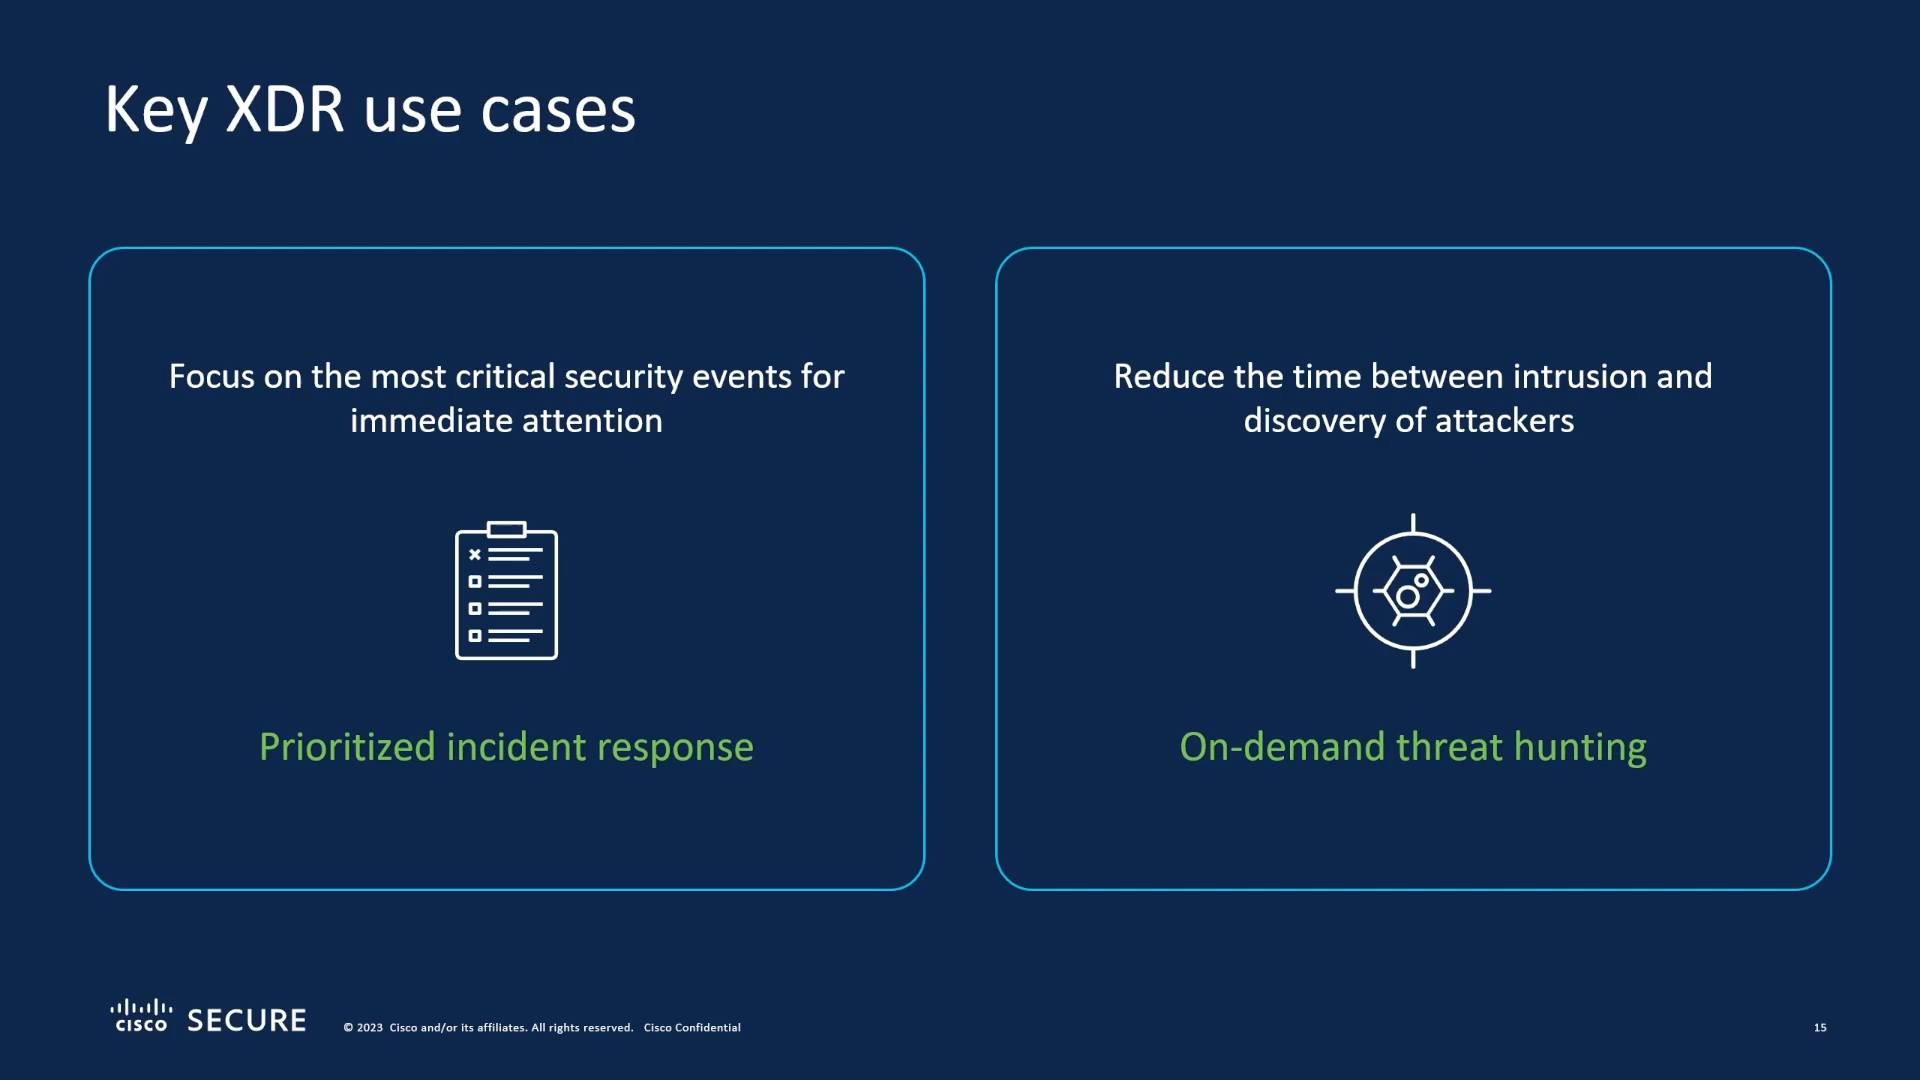 Key XDR use cases
Focus on the most critical security events for
immediate attention
Prioritized incident response
Reduce the time between intrusion and
discovery of attackers
On-demand threat hunting
CISCO SECURE
© 2023 Cisco and/or its affiliates. All rights reserved. Cisco Confidential
15